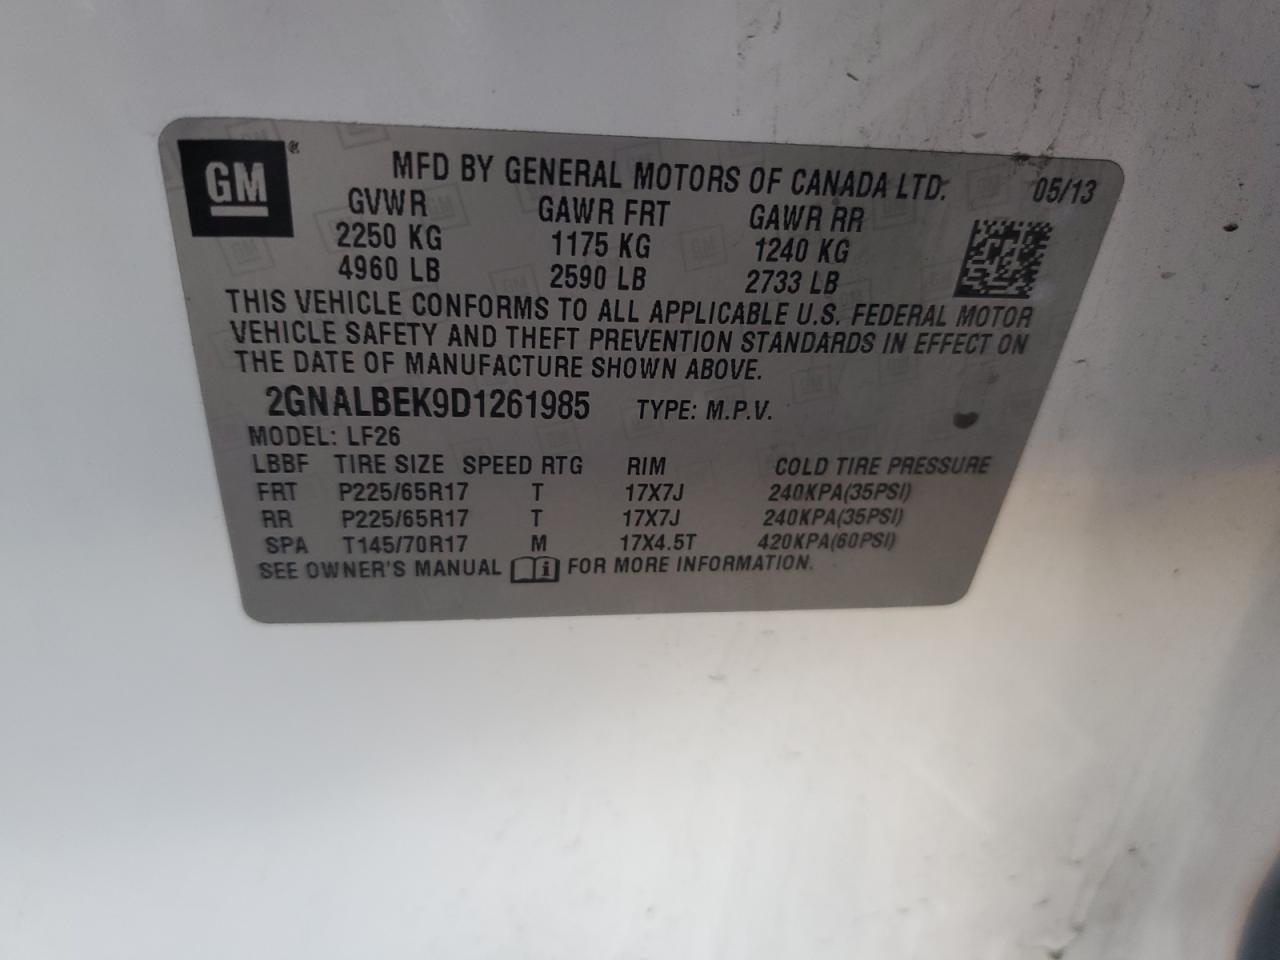 GM ®
MFD BY GENERAL MOTORS OF CANADA LTD. 05/13
GVWR GAWR FRT GAWR RR
2250 KG 1175 KG 1240 KG
4960 LB 2590 LB 2733 LB
THIS VEHICLE CONFORMS TO ALL APPLICABLE U.S. FEDERAL MOTOR
VEHICLE SAFETY AND THEFT PREVENTION STANDARDS IN EFFECT ON
THE DATE OF MANUFACTURE SHOWN ABOVE.
2GNALBEK9D1261985 TYPE: M.P.V.
MODEL: LF26
LBBF TIRE SIZE SPEED RTG RIM COLD TIRE PRESSURE
FRT P225/65R17 T 17X7J 240KPA(35PSI)
RR P225/65R17 T 17X7J 240KPA(35PSI)
SPA T145/70R17 M 17X4.5T 420KPA(60PSI)
SEE OWNER'S MANUAL i FOR MORE INFORMATION.